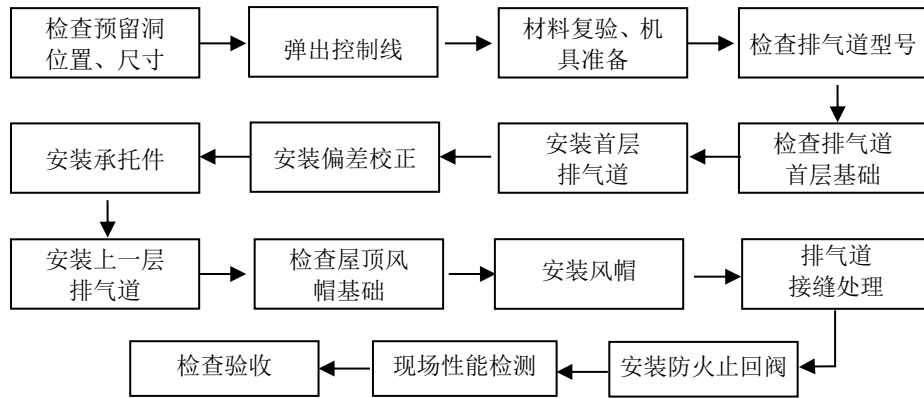 检查预留洞
位置、尺寸
弹出控制线
材料复验、机
具准备
检查排气道型号
检查排气道
首层基础
安装首层
排气道
安装偏差校正
安装承托件
安装上一层
排气道
检查屋顶风
帽基础
安装风帽
排气道
接缝处理
安装防火止回阀
现场性能检测
检查验收